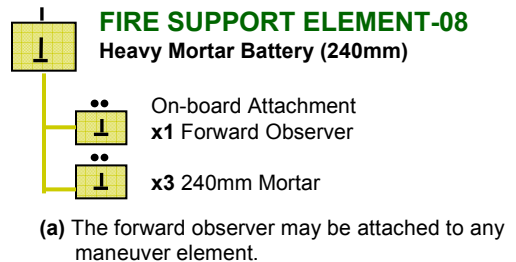 FIRE SUPPORT ELEMENT-08
Heavy Mortar Battery (240mm)
On-board Attachment
x1 Forward Observer
x3 240mm Mortar
(a) The forward observer may be attached to any
maneuver element.